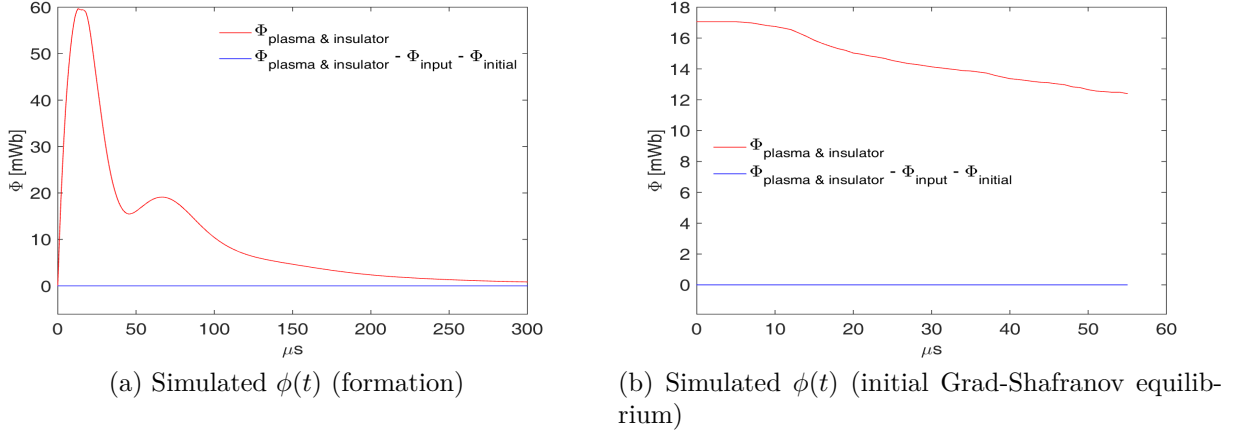 60
50
40
30
20
10
0
Φ [mWb]
Φplasma & insulator
Φplasma & insulator - Φinput - Φinitial
0 50 100 150 200 250 300
μs
(a) Simulated ϕ(t) (formation)
18
16
14
12
10
8
6
4
2
0
Φ [mWb]
Φplasma & insulator
Φplasma & insulator - Φinput - Φinitial
0 10 20 30 40 50 60
μs
(b) Simulated ϕ(t) (initial Grad-Shafranov equilib-
rium)